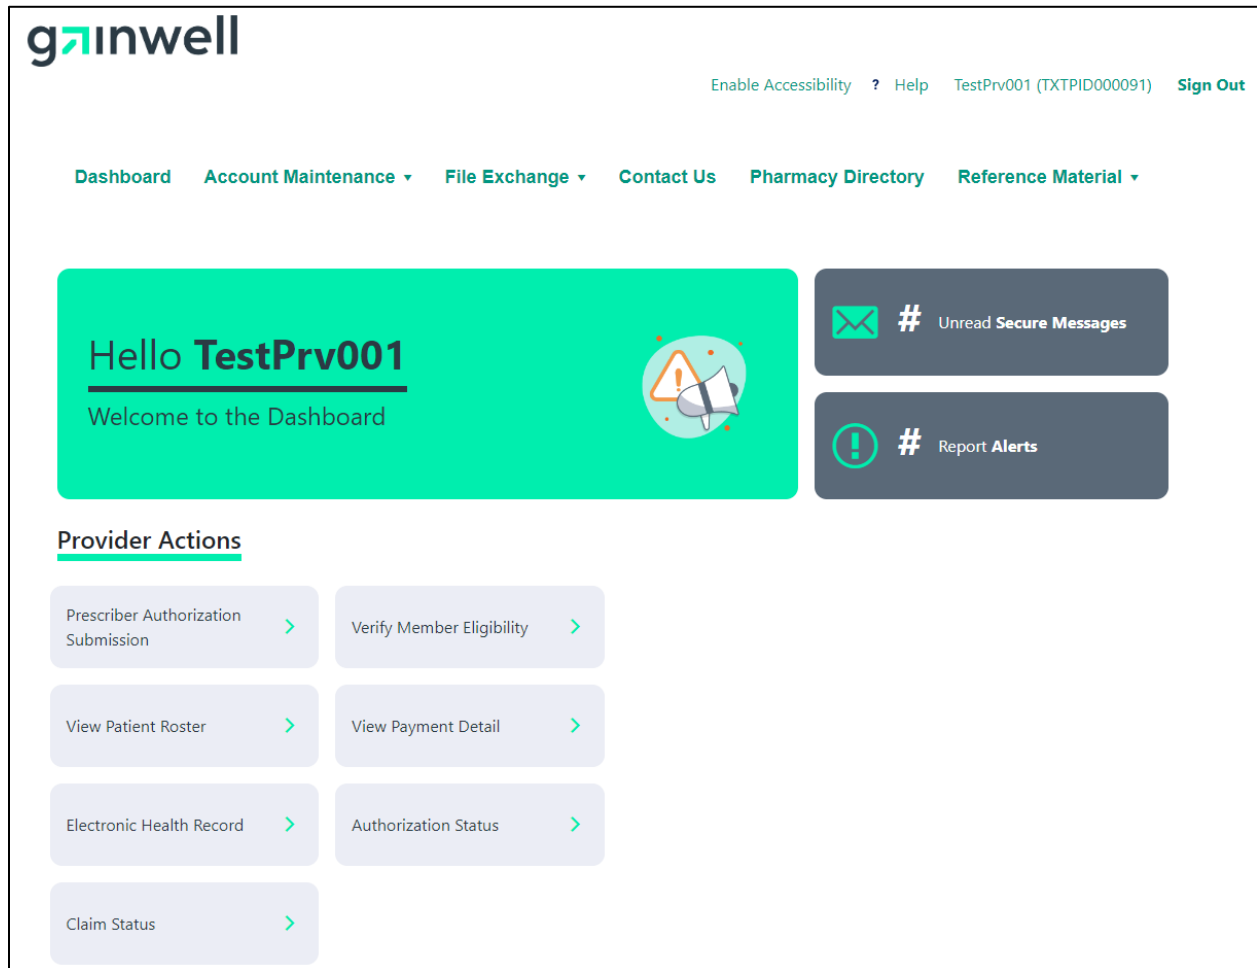 gainwell
Enable Accessibility ? Help TestPrv001 (TXTPID000091) Sign Out
Dashboard Account Maintenance File Exchange Contact Us Pharmacy Directory Reference Material
Hello TestPrv001
Welcome to the Dashboard
# Unread Secure Messages
# Report Alerts
Provider Actions
Prescriber Authorization
Submission
Verify Member Eligibility
View Patient Roster
View Payment Detail
Electronic Health Record
Authorization Status
Claim Status